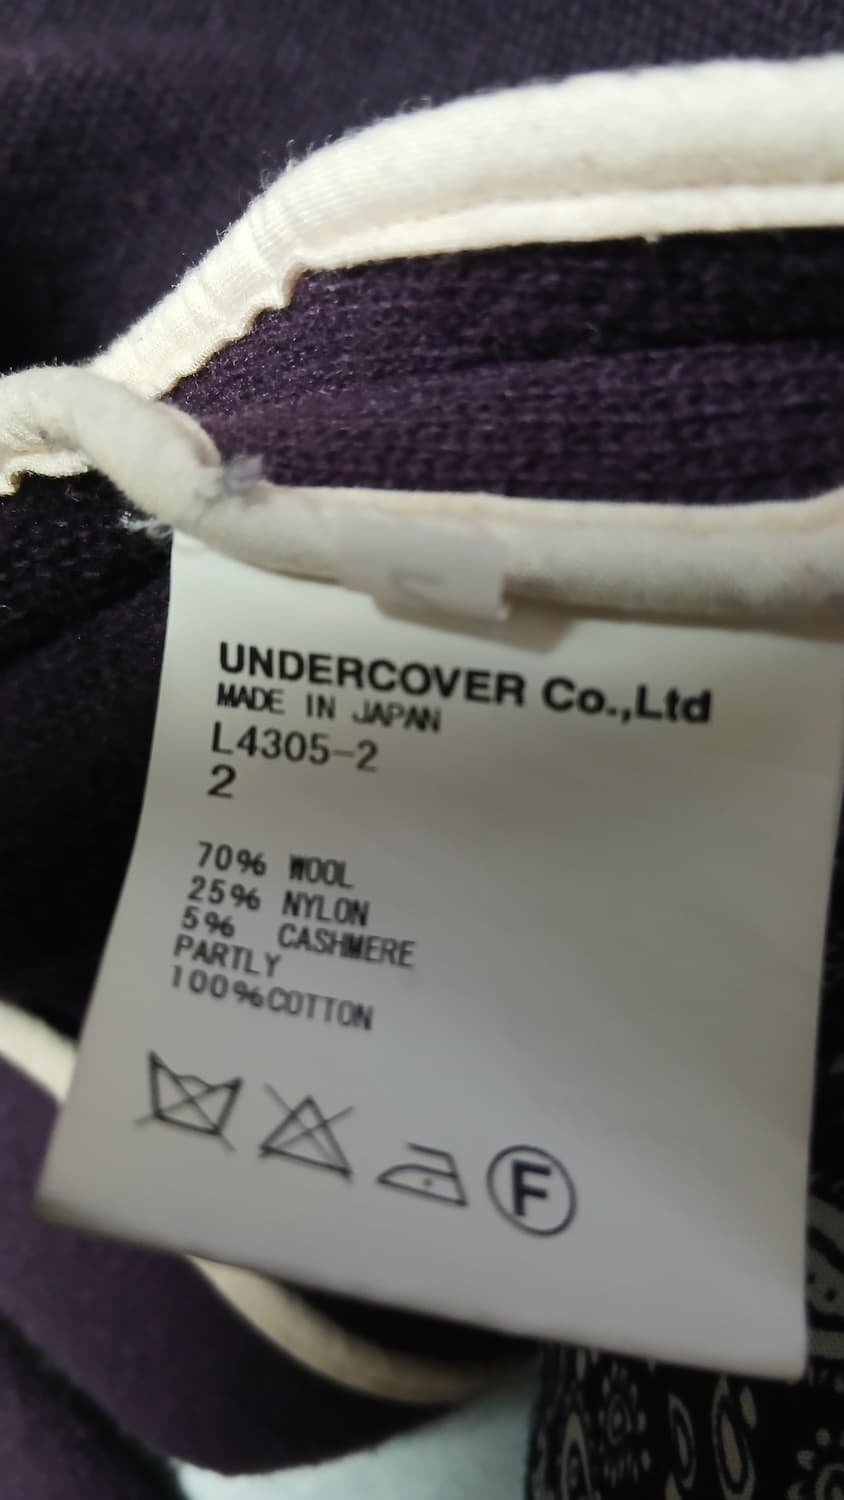 UNDERCOVER Co.,Ltd
MADE IN JAPAN
L4305-2
2
70% WOOL
25% NYLON
5% CASHMERE
PARTLY
100%COTTON
F